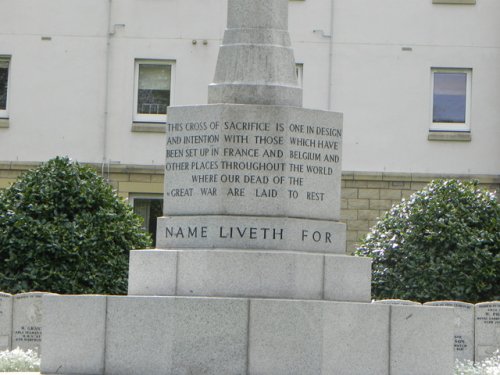 THIS CROSS OF SACRIFICE IS ONE IN DESIGN
AND INTENTION WITH THOSE WHICH HAVE
BEEN SET UP IN FRANCE AND BELGIUM AND
OTHER PLACES THROUGHOUT THE WORLD
WHERE OUR DEAD OF THE
GREAT WAR ARE LAID TO REST
NAME LIVETH FOR